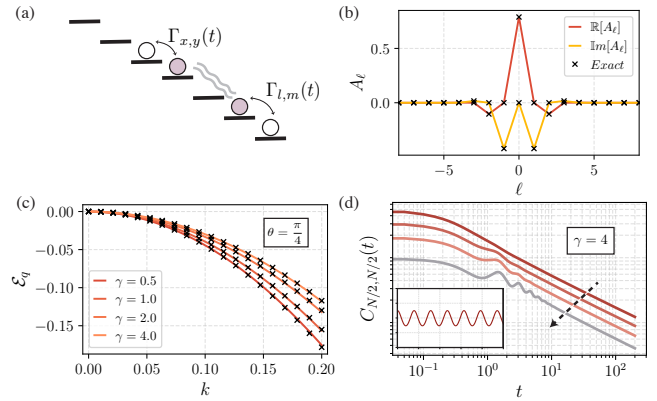 (a)
Γ_{x,y}(t)
Γ_{l,m}(t)
(b)
A_ℓ
0.5
0.0
−5
0
5
ℓ
ℝ[A_ℓ]
𝕀m[A_ℓ]
Exact
(c)
ℰ_q
0.00
−0.05
−0.10
−0.15
0.00
0.05
0.10
0.15
0.20
k
θ = π/4
γ = 0.5
γ = 1.0
γ = 2.0
γ = 4.0
(d)
C_{N/2,N/2}(t)
γ = 4
10^{−1}
10^{0}
10^{1}
10^{2}
t